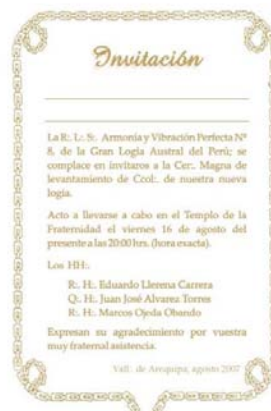 Invitación
La R:. L:. S:. Armonía y Vibración Perfecta Nº
8, de la Gran Logia Austral del Perú; se
complace en invitaros a la Cer:. Magna de
levantamiento de Ccol:. de nuestra nueva
logia.
Acto a llevarse a cabo en el Templo de la
Fraternidad el viernes 16 de agosto del
presente a las 20:00 hrs. (hora exacta).
Los HH:.
R:. H:. Eduardo Llerena Carrera
Q:. H:. Juan José Alvarez Torres
R:. H:. Marcos Ojeda Obando
Expresan su agradecimiento por vuestra
muy fraternal asistencia.
Vall:. de Arequipa, agosto 2007